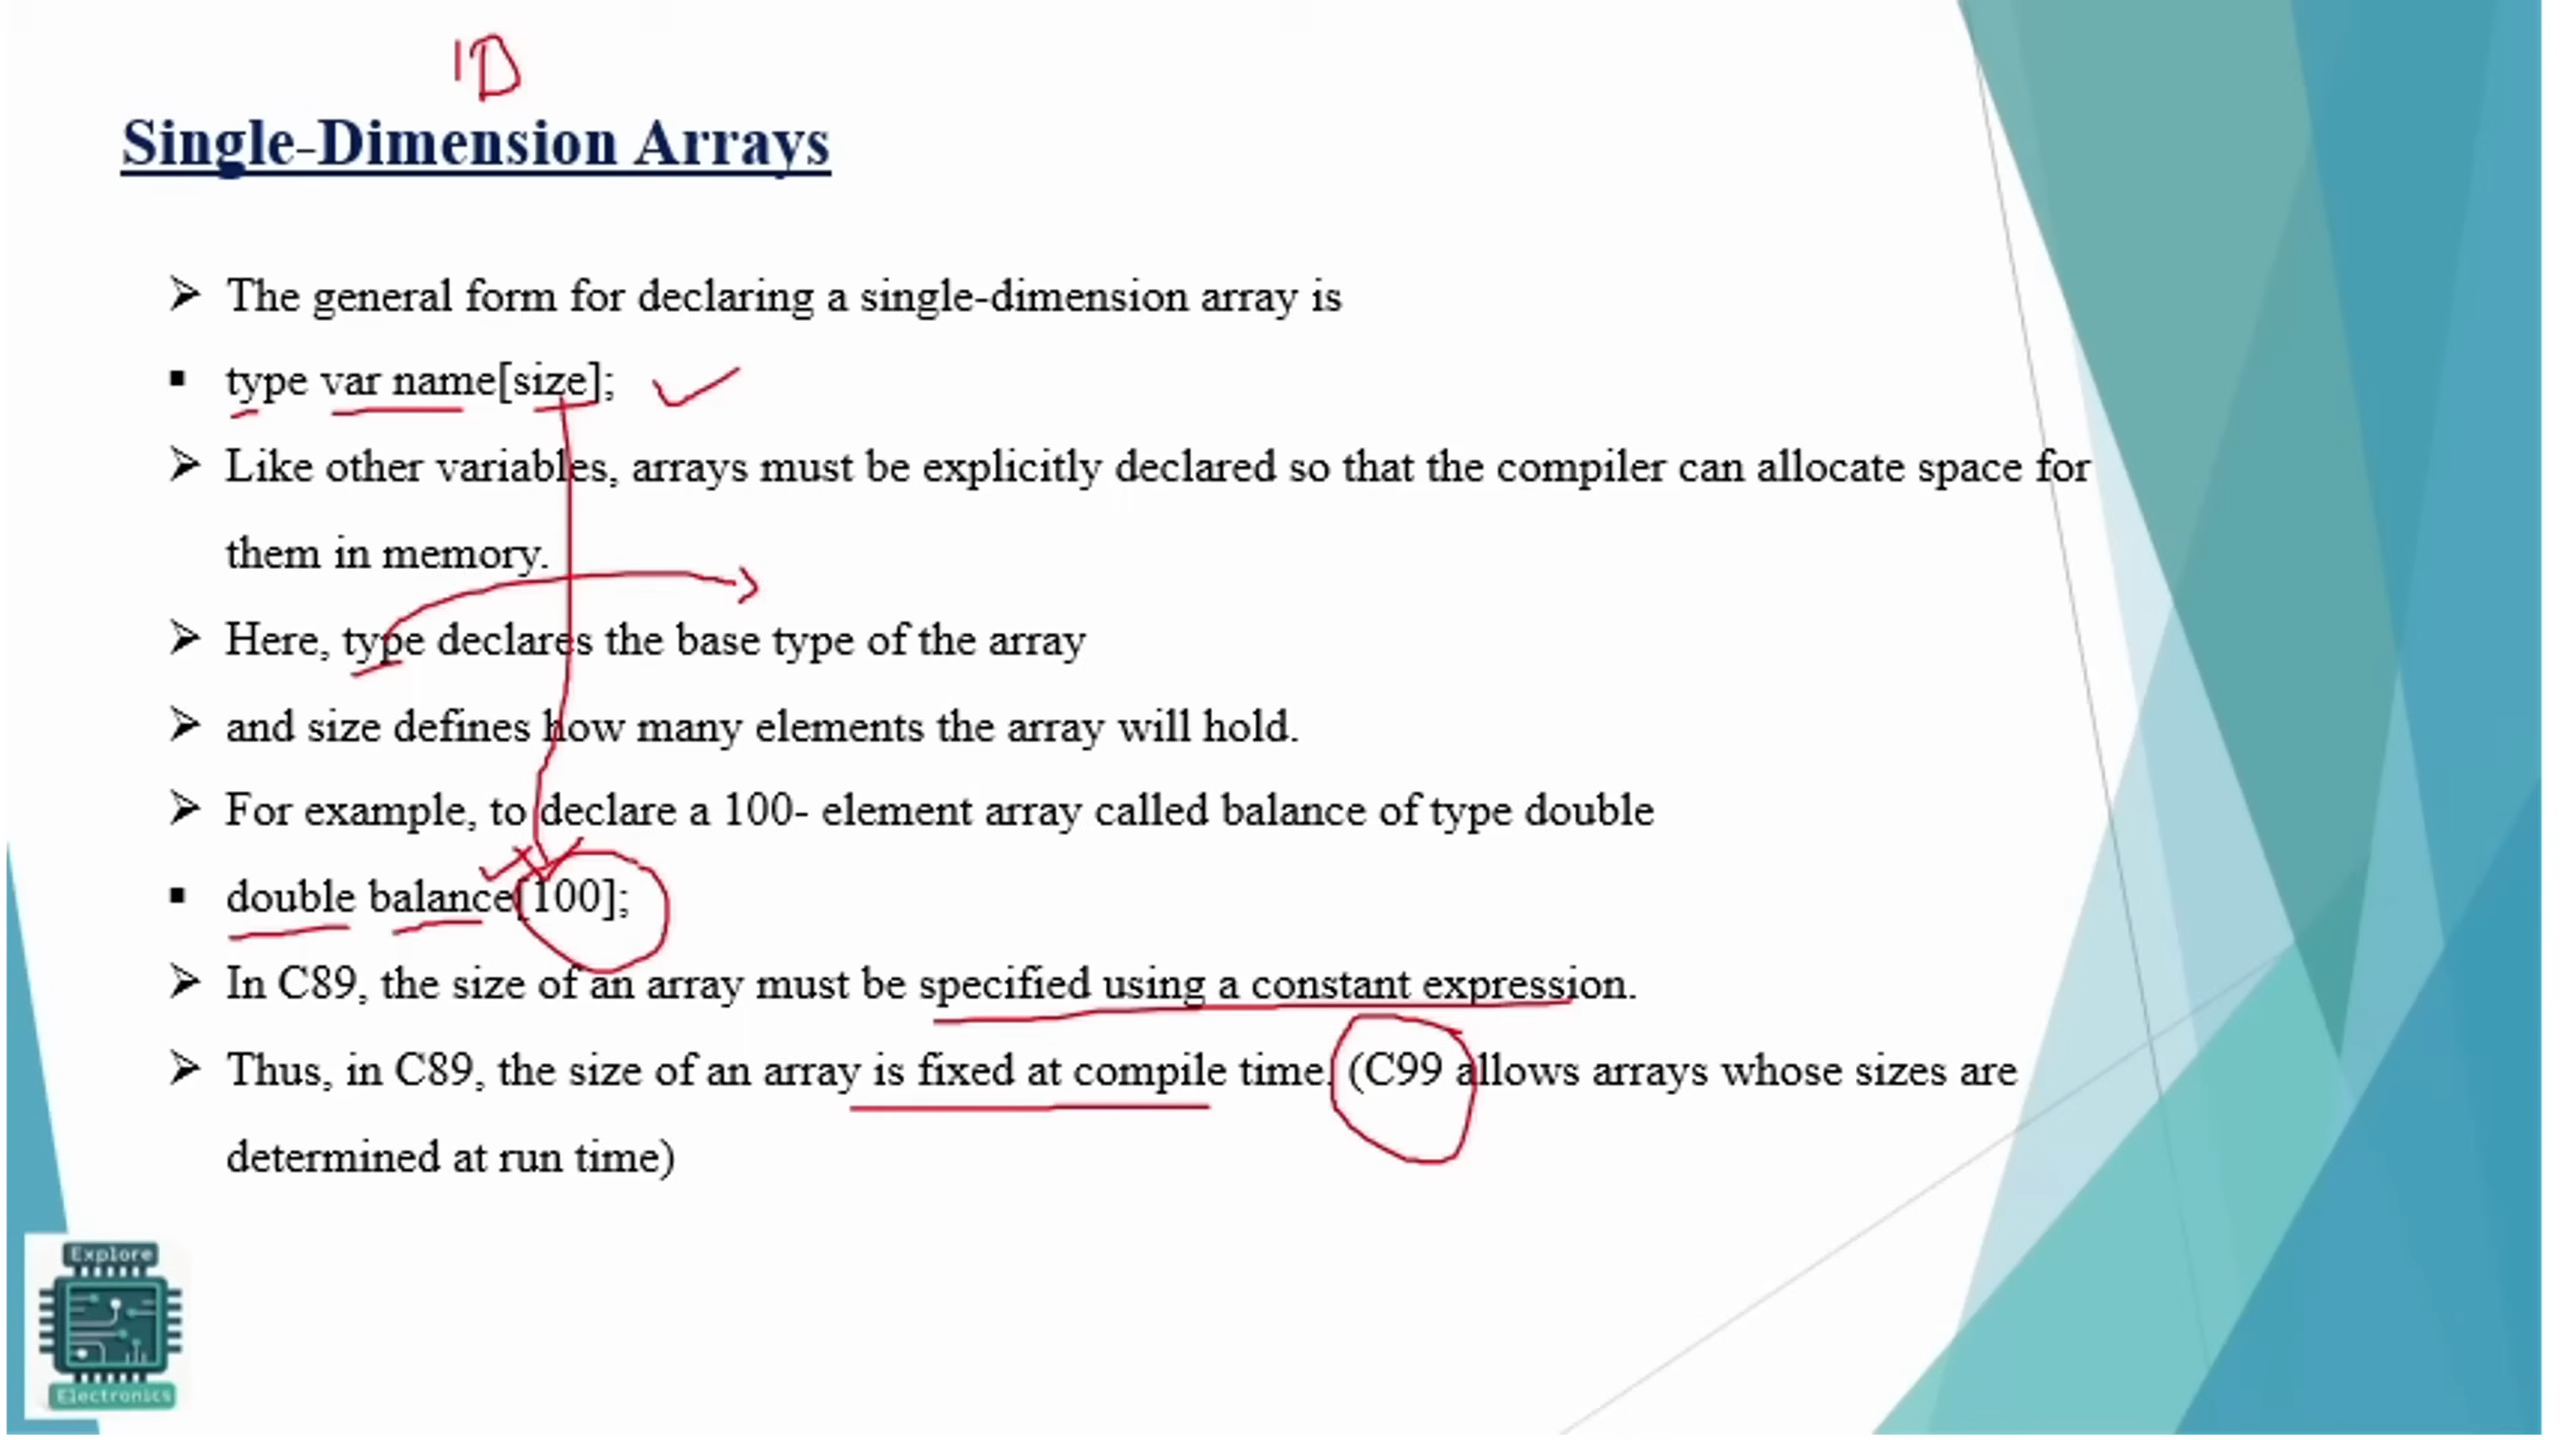 1D
Single-Dimension Arrays
➢ The general form for declaring a single-dimension array is
▪ type var name[size];
➢ Like other variables, arrays must be explicitly declared so that the compiler can allocate space for
them in memory.
➢ Here, type declares the base type of the array
➢ and size defines how many elements the array will hold.
➢ For example, to declare a 100- element array called balance of type double
▪ double balance[100];
➢ In C89, the size of an array must be specified using a constant expression.
➢ Thus, in C89, the size of an array is fixed at compile time. (C99 allows arrays whose sizes are
determined at run time)
Explore
Electronics